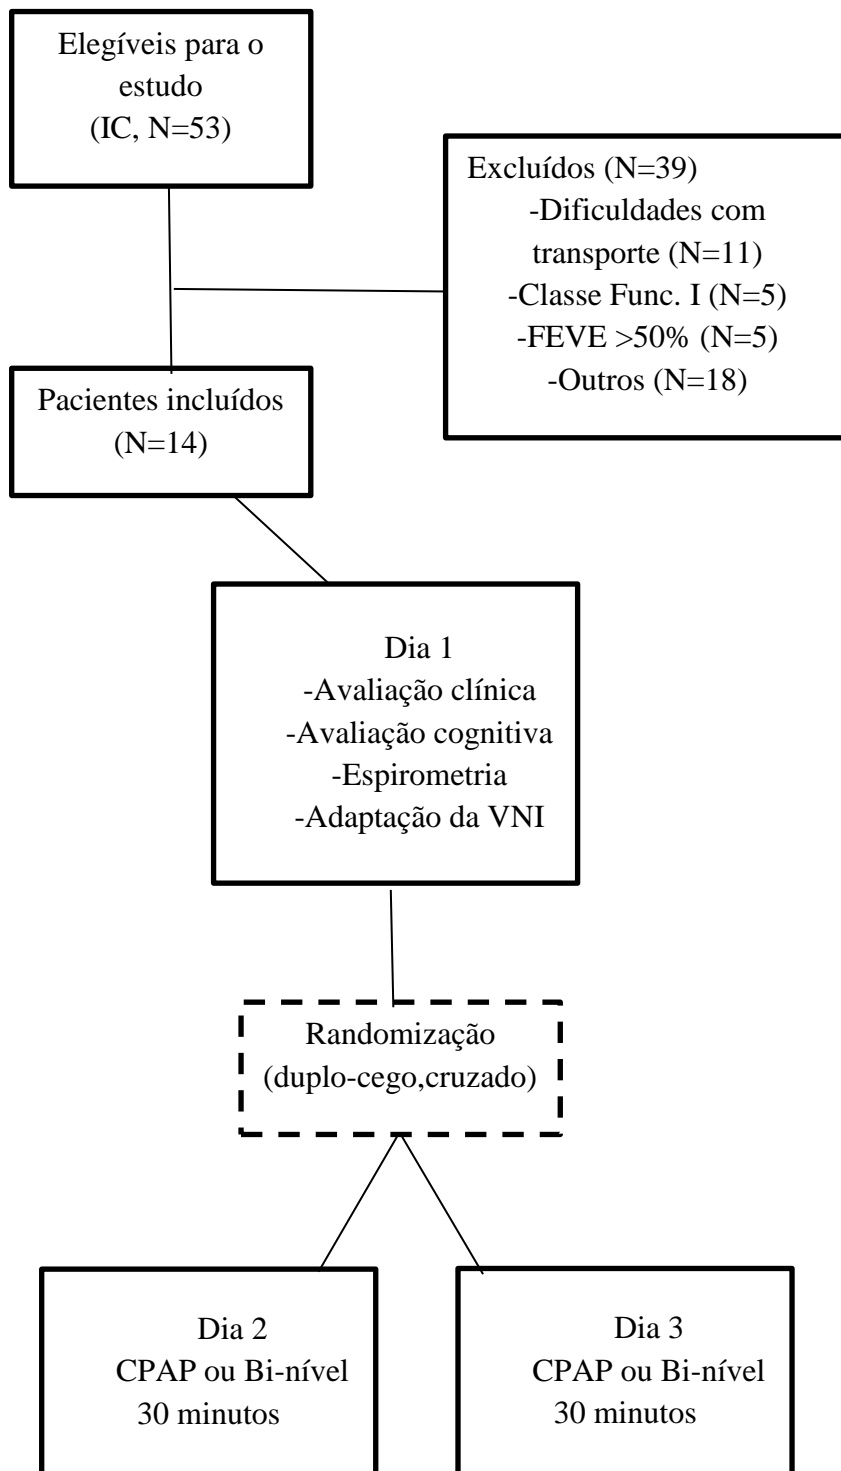 Elegíveis para o
estudo
(IC, N=53)
Excluídos (N=39)
-Dificuldades com
transporte (N=11)
-Classe Func. I (N=5)
-FEVE >50% (N=5)
-Outros (N=18)
Pacientes incluídos
(N=14)
Dia 1
-Avaliação clínica
-Avaliação cognitiva
-Espirometria
-Adaptação da VNI
Randomização
(duplo-cego,cruzado)
Dia 2
CPAP ou Bi-nível
30 minutos
Dia 3
CPAP ou Bi-nível
30 minutos